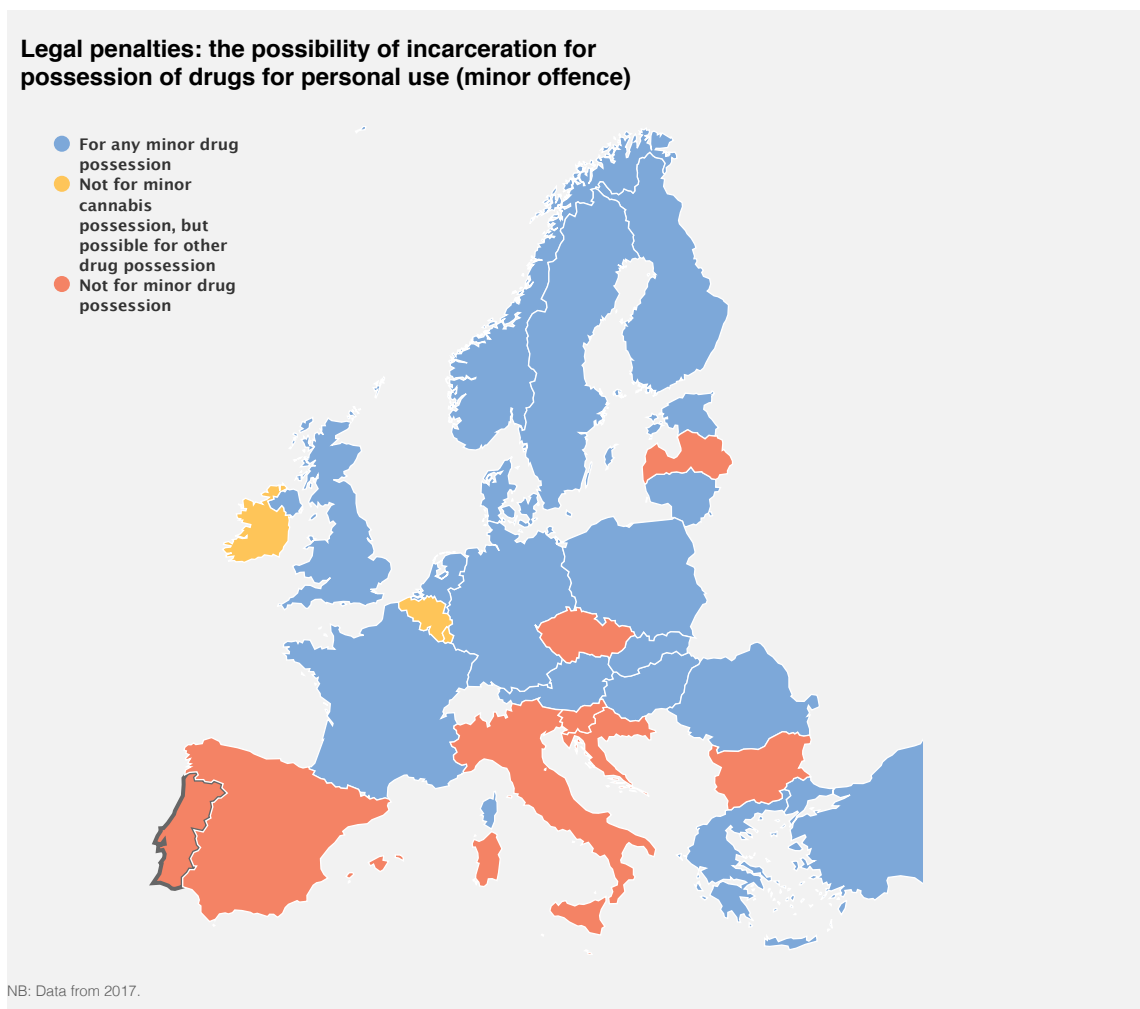 Legal penalties: the possibility of incarceration for
possession of drugs for personal use (minor offence)
For any minor drug
possession
Not for minor
cannabis
possession, but
possible for other
drug possession
Not for minor drug
possession
NB: Data from 2017.